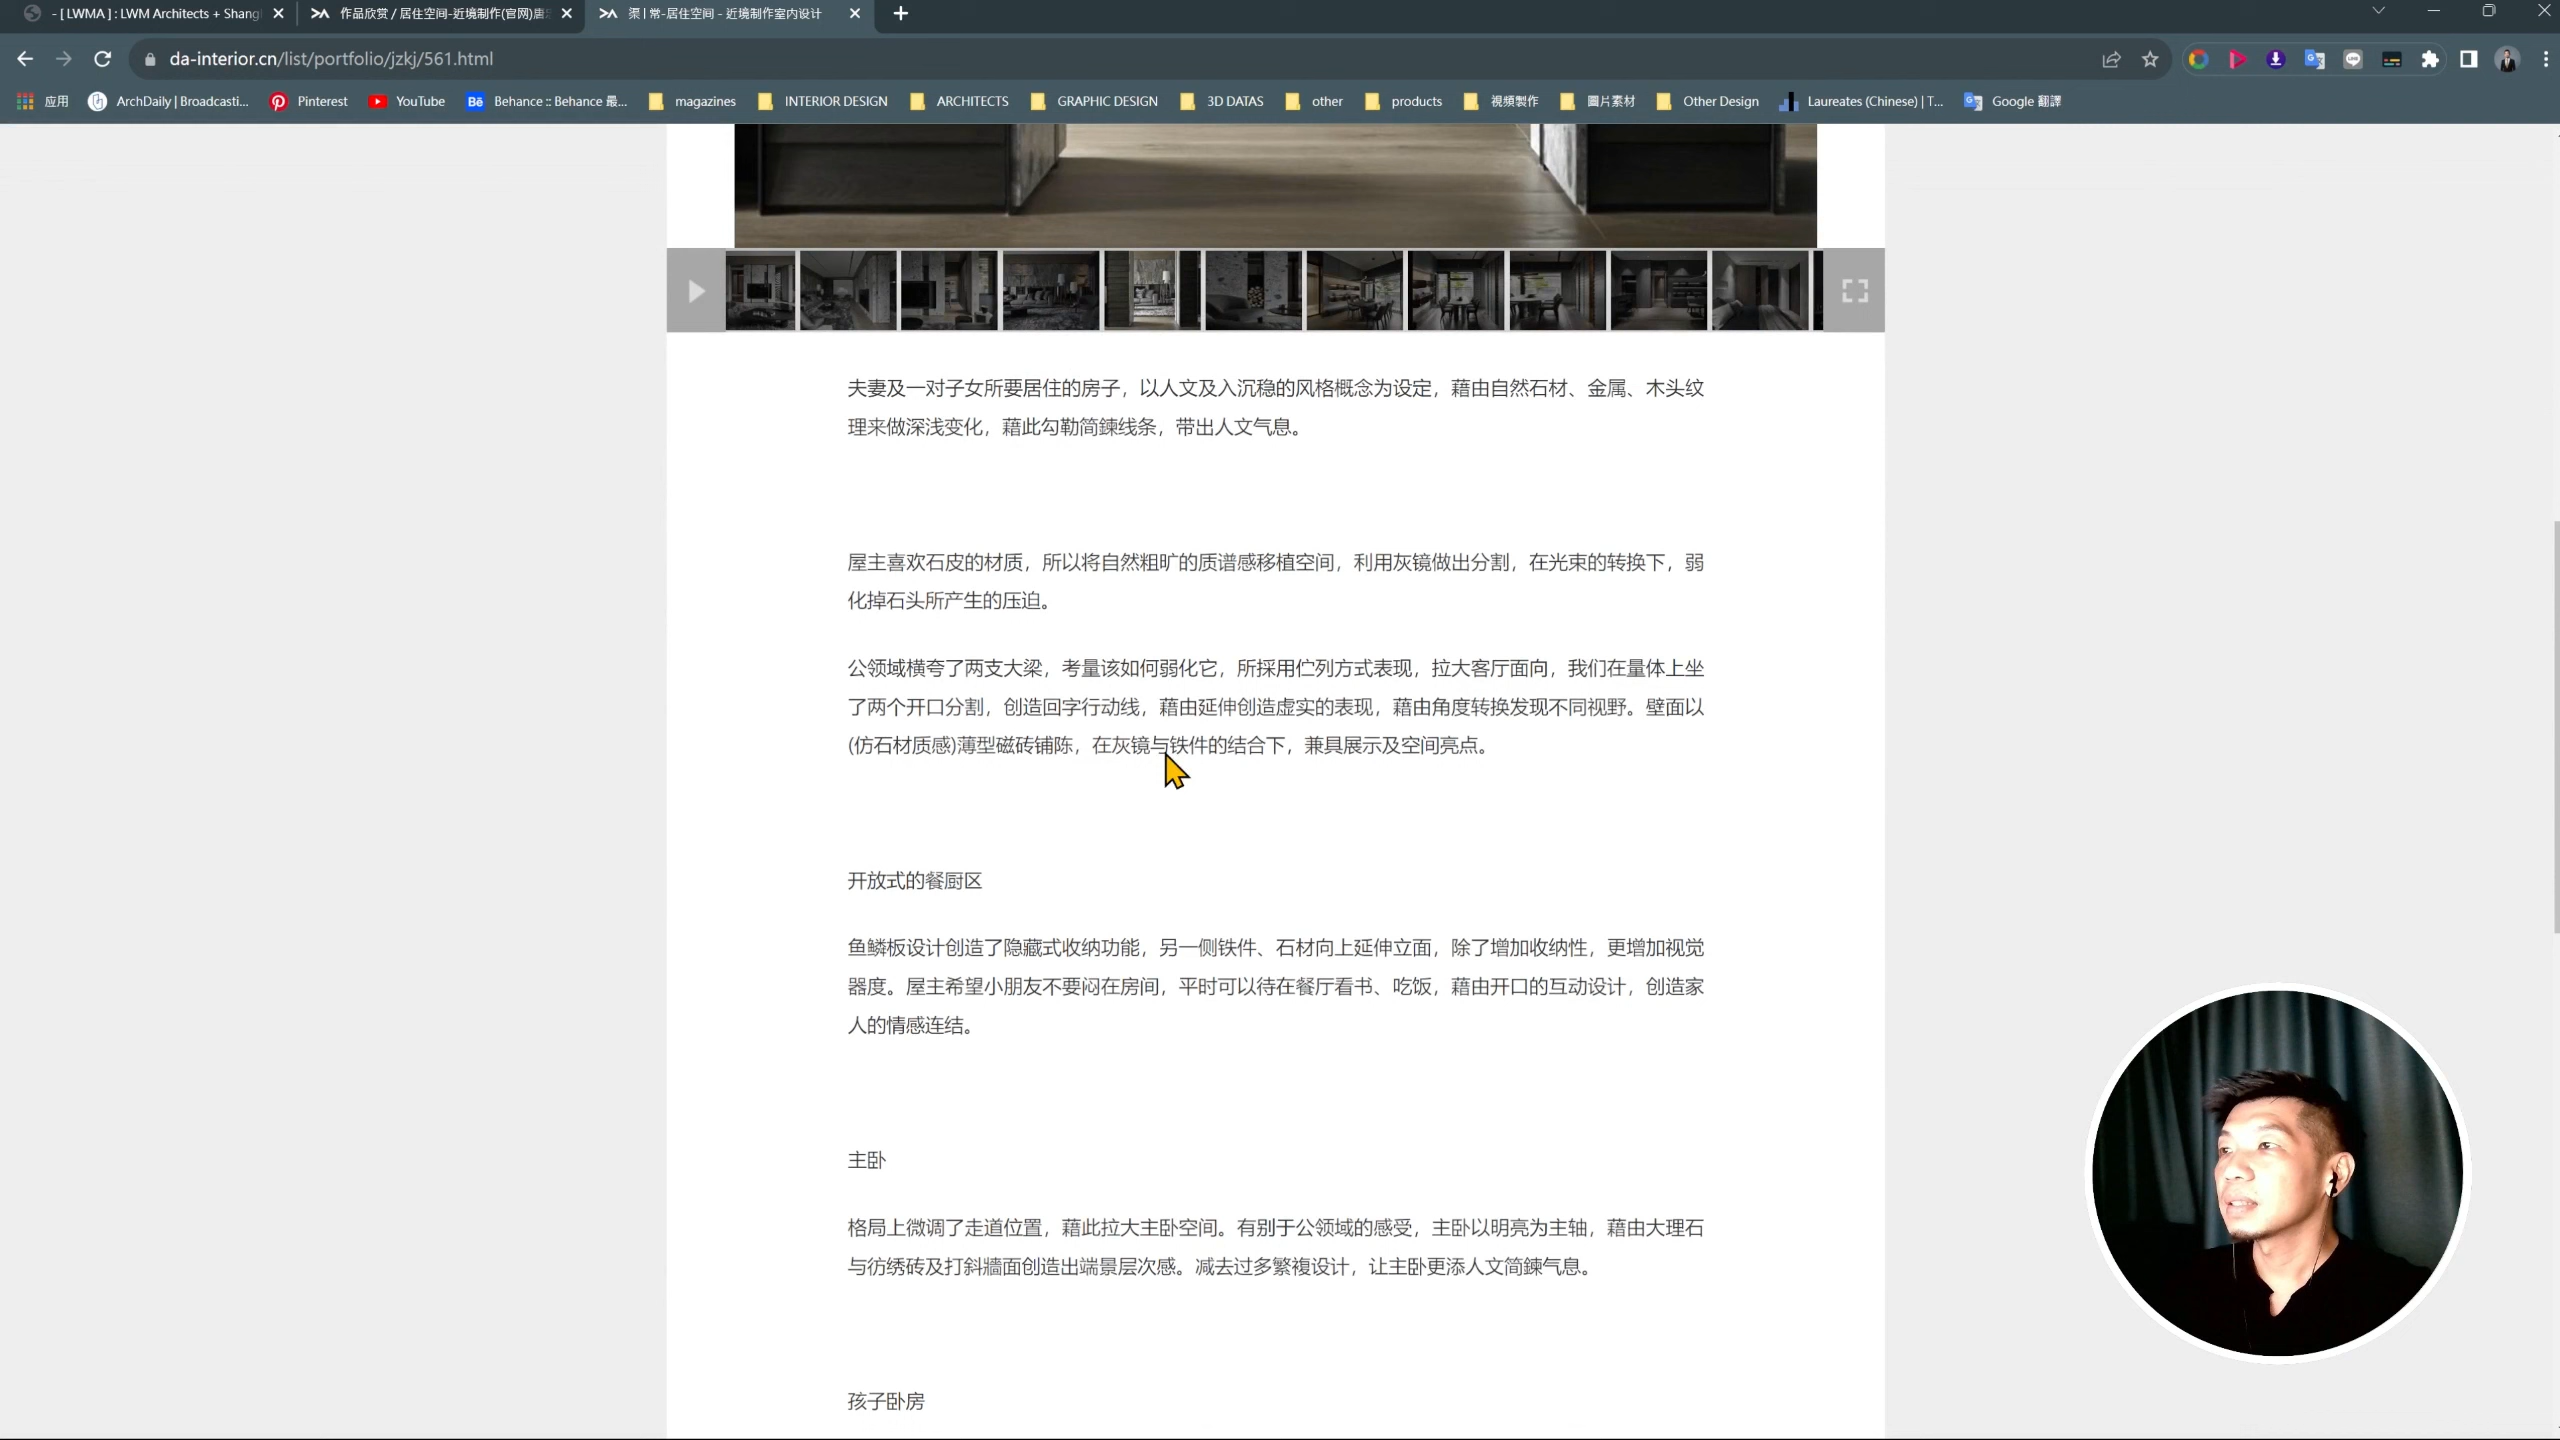 - [ LWMA ] : LWM Architects + Shang
作品欣赏 / 居住空间-近境制作(官网)唐忠
渠 | 常-居住空间 - 近境制作室内设计
da-interior.cn/list/portfolio/jzkj/561.html
应用 ArchDaily | Broadcasti... Pinterest YouTube Behance :: Behance 最... magazines INTERIOR DESIGN ARCHITECTS GRAPHIC DESIGN 3D DATAS other products 視頻製作 圖片素材 Other Design Laureates (Chinese) | T... Google 翻譯
夫妻及一对子女所要居住的房子，以人文及入沉稳的风格概念为设定，藉由自然石材、金属、木头纹
理来做深浅变化，藉此勾勒简鍊线条，带出人文气息。
屋主喜欢石皮的材质，所以将自然粗旷的质谱感移植空间，利用灰镜做出分割，在光束的转换下，弱
化掉石头所产生的压迫。
公领域横夸了两支大梁，考量该如何弱化它，所採用伫列方式表现，拉大客厅面向，我们在量体上坐
了两个开口分割，创造回字行动线，藉由延伸创造虚实的表现，藉由角度转换发现不同视野。壁面以
(仿石材质感)薄型磁砖铺陈，在灰镜与铁件的结合下，兼具展示及空间亮点。
开放式的餐厨区
鱼鳞板设计创造了隐藏式收纳功能，另一侧铁件、石材向上延伸立面，除了增加收纳性，更增加视觉
器度。屋主希望小朋友不要闷在房间，平时可以待在餐厅看书、吃饭，藉由开口的互动设计，创造家
人的情感连结。
主卧
格局上微调了走道位置，藉此拉大主卧空间。有别于公领域的感受，主卧以明亮为主轴，藉由大理石
与彷绣砖及打斜牆面创造出端景层次感。减去过多繁複设计，让主卧更添人文简鍊气息。
孩子卧房